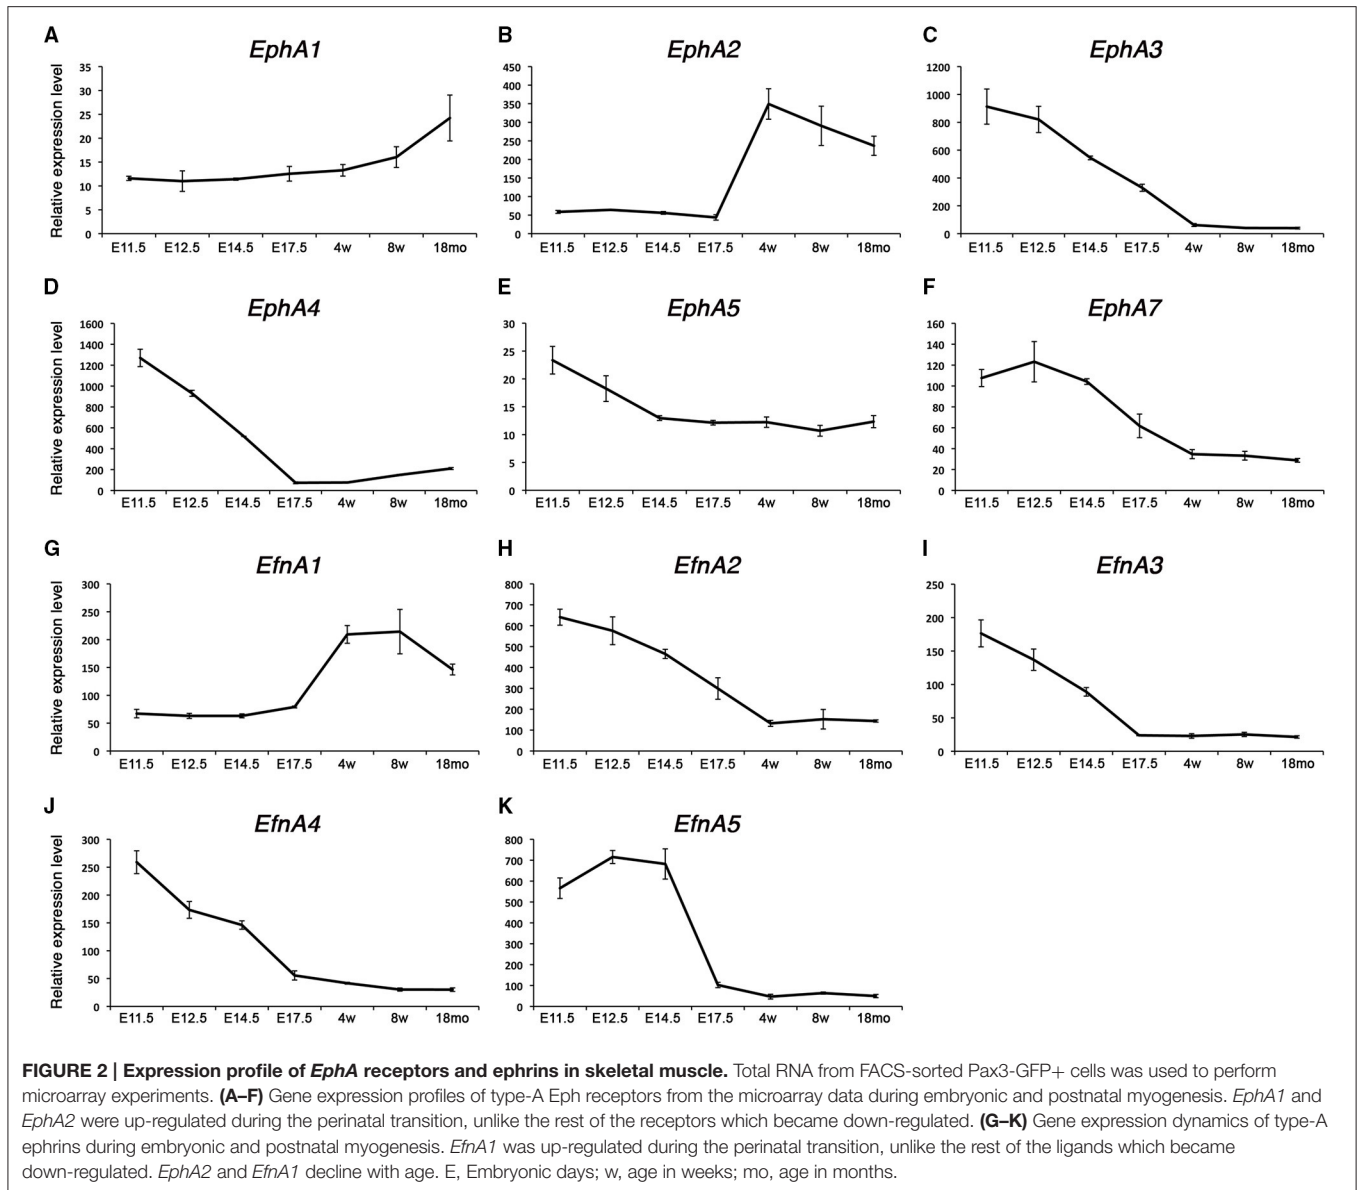 A
EphA1
Relative expression level
35
30
25
20
15
10
5
0
E11.5 E12.5 E14.5 E17.5 4w 8w 18mo
B
EphA2
450
400
350
300
250
200
150
100
50
0
E11.5 E12.5 E14.5 E17.5 4w 8w 18mo
C
EphA3
1200
1000
800
600
400
200
0
E11.5 E12.5 E14.5 E17.5 4w 8w 18mo
D
EphA4
Relative expression level
1600
1400
1200
1000
800
600
400
200
0
E11.5 E12.5 E14.5 E17.5 4w 8w 18mo
E
EphA5
30
25
20
15
10
5
0
E11.5 E12.5 E14.5 E17.5 4w 8w 18mo
F
EphA7
160
140
120
100
80
60
40
20
0
E11.5 E12.5 E14.5 E17.5 4w 8w 18mo
G
EfnA1
Relative expression level
300
250
200
150
100
50
0
E11.5 E12.5 E14.5 E17.5 4w 8w 18mo
H
EfnA2
800
700
600
500
400
300
200
100
0
E11.5 E12.5 E14.5 E17.5 4w 8w 18mo
I
EfnA3
250
200
150
100
50
0
E11.5 E12.5 E14.5 E17.5 4w 8w 18mo
J
EfnA4
Relative expression level
300
250
200
150
100
50
0
E11.5 E12.5 E14.5 E17.5 4w 8w 18mo
K
EfnA5
800
700
600
500
400
300
200
100
0
E11.5 E12.5 E14.5 E17.5 4w 8w 18mo
FIGURE 2 | Expression profile of EphA receptors and ephrins in skeletal muscle. Total RNA from FACS-sorted Pax3-GFP+ cells was used to perform
microarray experiments. (A–F) Gene expression profiles of type-A Eph receptors from the microarray data during embryonic and postnatal myogenesis. EphA1 and
EphA2 were up-regulated during the perinatal transition, unlike the rest of the receptors which became down-regulated. (G–K) Gene expression dynamics of type-A
ephrins during embryonic and postnatal myogenesis. EfnA1 was up-regulated during the perinatal transition, unlike the rest of the ligands which became
down-regulated. EphA2 and EfnA1 decline with age. E, Embryonic days; w, age in weeks; mo, age in months.